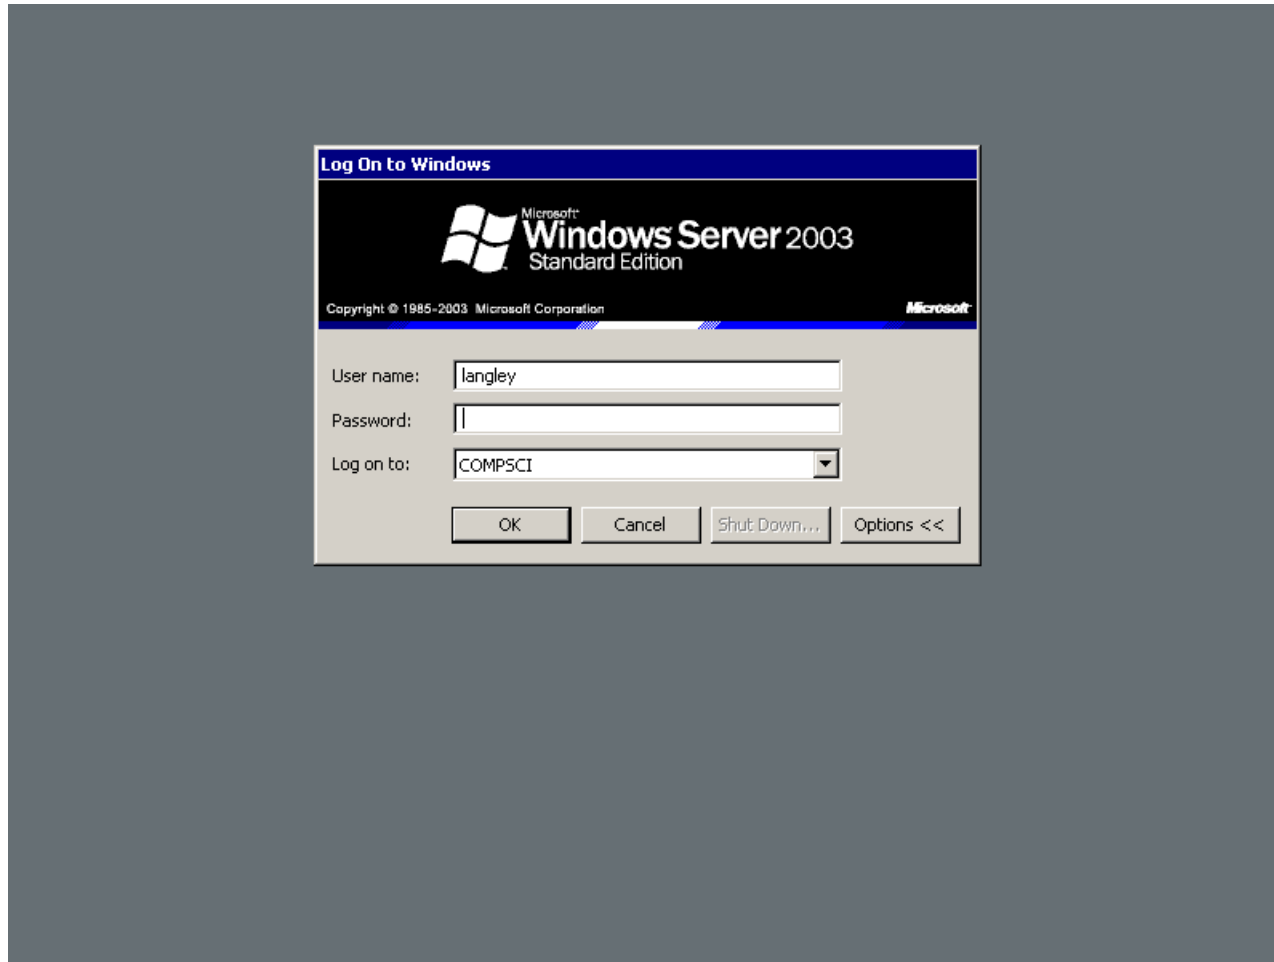 Log On to Windows
Microsoft
Windows Server 2003
Standard Edition
Copyright © 1985-2003 Microsoft Corporation Microsoft
User name: langley
Password:
Log on to: COMPSCI
OK Cancel Shut Down... Options <<